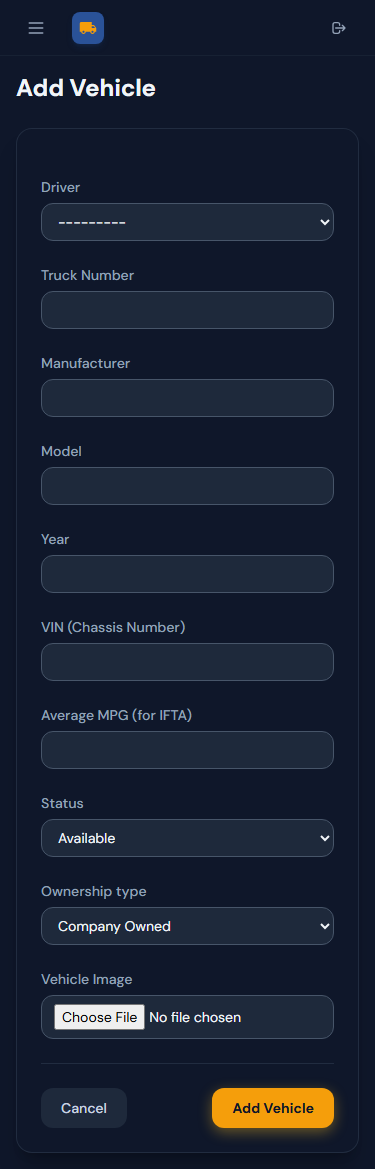 Add Vehicle
Driver
---------
Truck Number
Manufacturer
Model
Year
VIN (Chassis Number)
Average MPG (for IFTA)
Status
Available
Ownership type
Company Owned
Vehicle Image
Choose File No file chosen
Cancel Add Vehicle